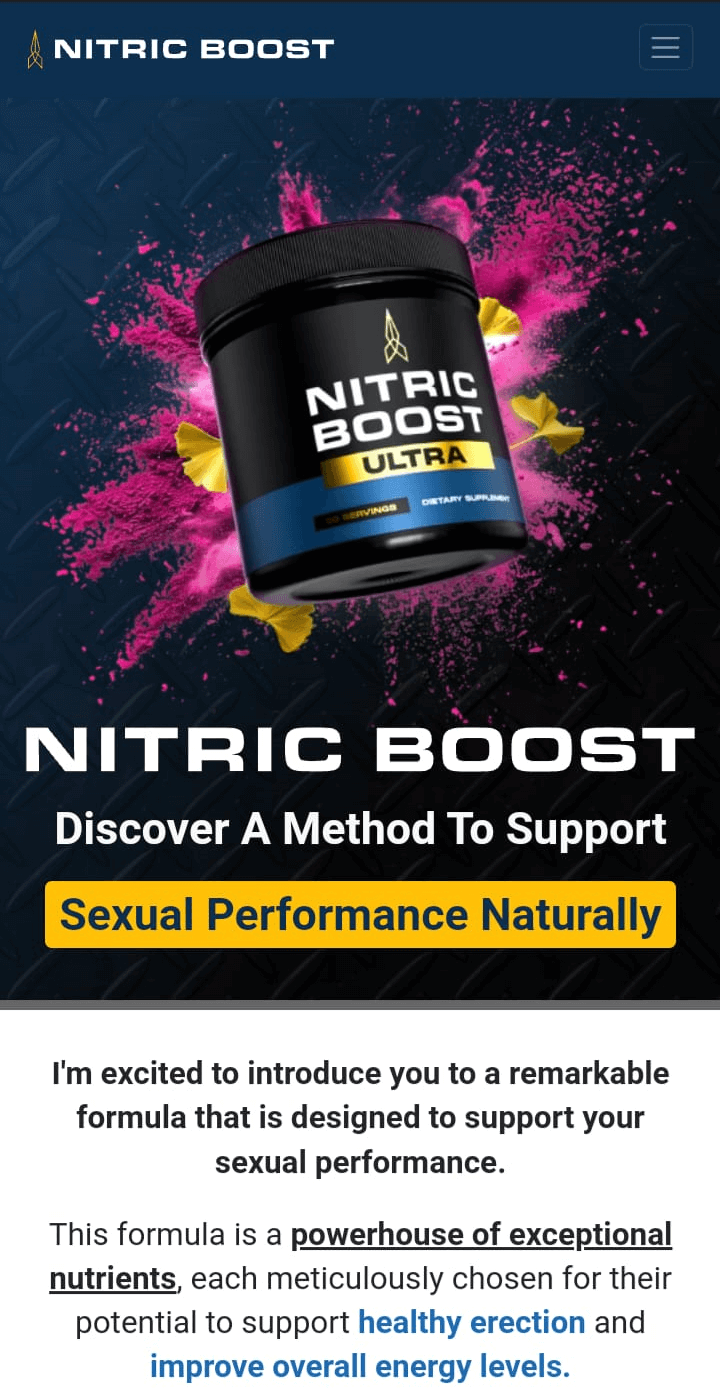 NITRIC BOOST
NITRIC
BOOST
ULTRA
SERVINGS
DIETARY SUPPLEMENT
NITRIC BOOST
Discover A Method To Support
Sexual Performance Naturally
I'm excited to introduce you to a remarkable
formula that is designed to support your
sexual performance.
This formula is a powerhouse of exceptional
nutrients, each meticulously chosen for their
potential to support healthy erection and
improve overall energy levels.